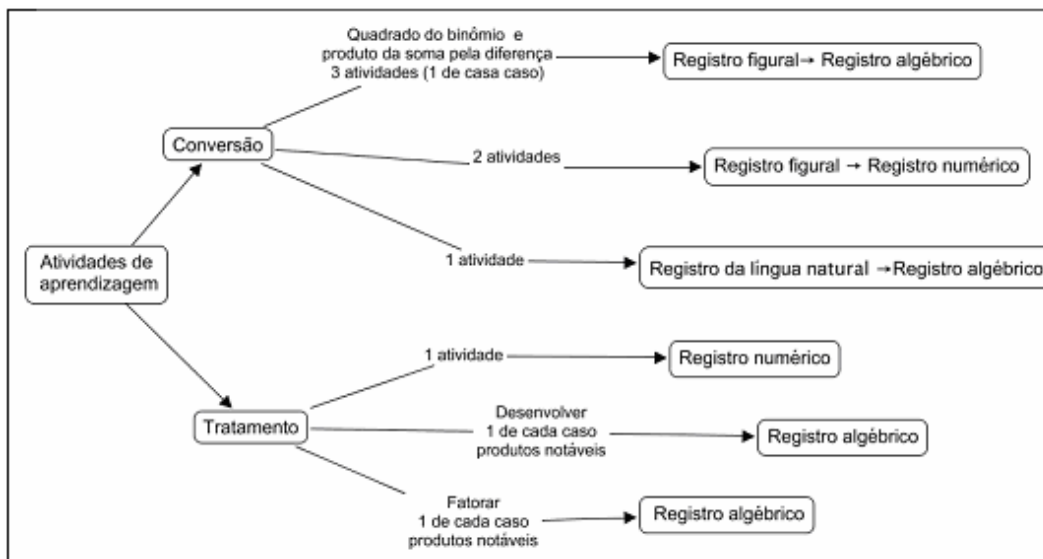 Quadrado do binômio e
produto da soma pela diferença
3 atividades (1 de casa caso)
Registro figural→ Registro algébrico
Conversão
2 atividades
Registro figural → Registro numérico
1 atividade
Registro da língua natural →Registro algébrico
Atividades de
aprendizagem
1 atividade
Registro numérico
Tratamento
Desenvolver
1 de cada caso
produtos notáveis
Registro algébrico
Fatorar
1 de cada caso
produtos notáveis
Registro algébrico